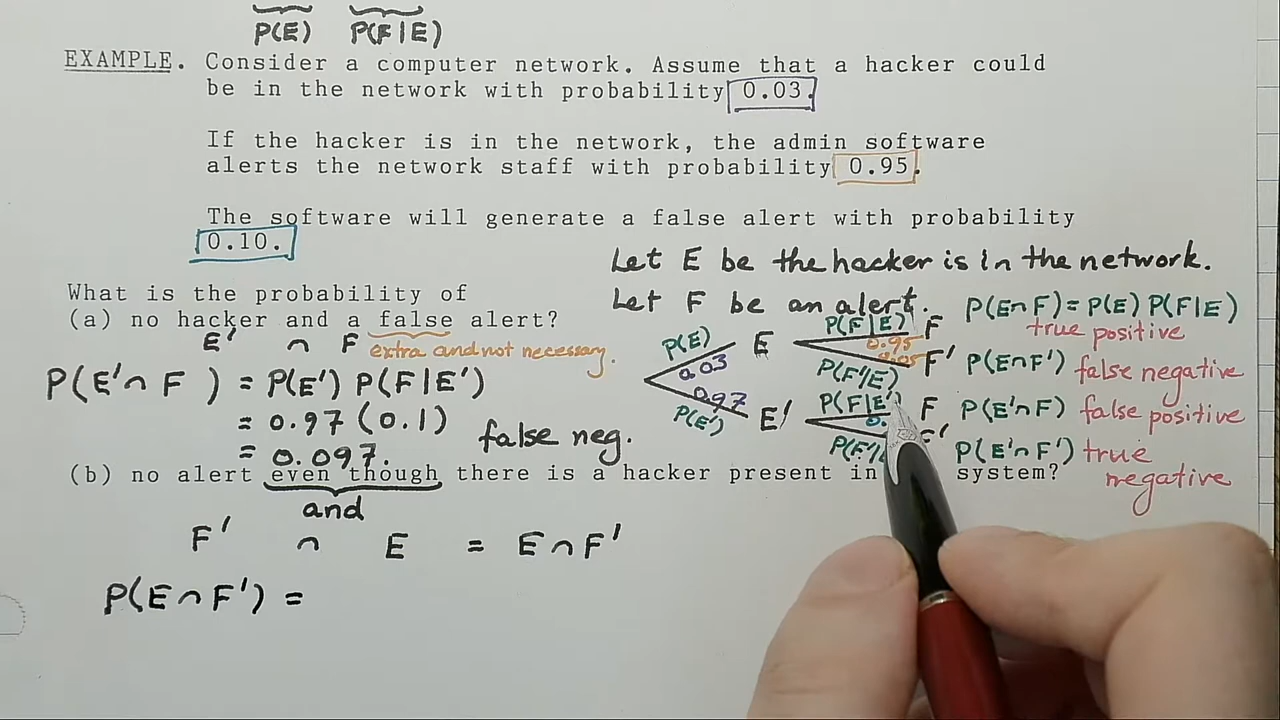 P(E) P(F|E)
EXAMPLE. Consider a computer network. Assume that a hacker could
be in the network with probability 0.03.
If the hacker is in the network, the admin software
alerts the network staff with probability 0.95.
The software will generate a false alert with probability
0.10.
Let E be the hacker is in the network.
Let F be an alert.
What is the probability of
(a) no hacker and a false alert?
E' ∩ F extra and not necessary.
P(E'∩F) = P(E') P(F|E')
= 0.97 (0.1)
= 0.097.
false neg.
P(E) 0.03 E P(F|E) 0.95 F P(E∩F) = P(E) P(F|E)
true positive
P(F'|E) 0.05 F' P(E∩F') false negative
P(E') 0.97 E' P(F|E') F P(E'∩F) false positive
P(E'∩F') true
negative
(b) no alert even though there is a hacker present in system?
and
F' ∩ E = E∩F'
P(E∩F') =